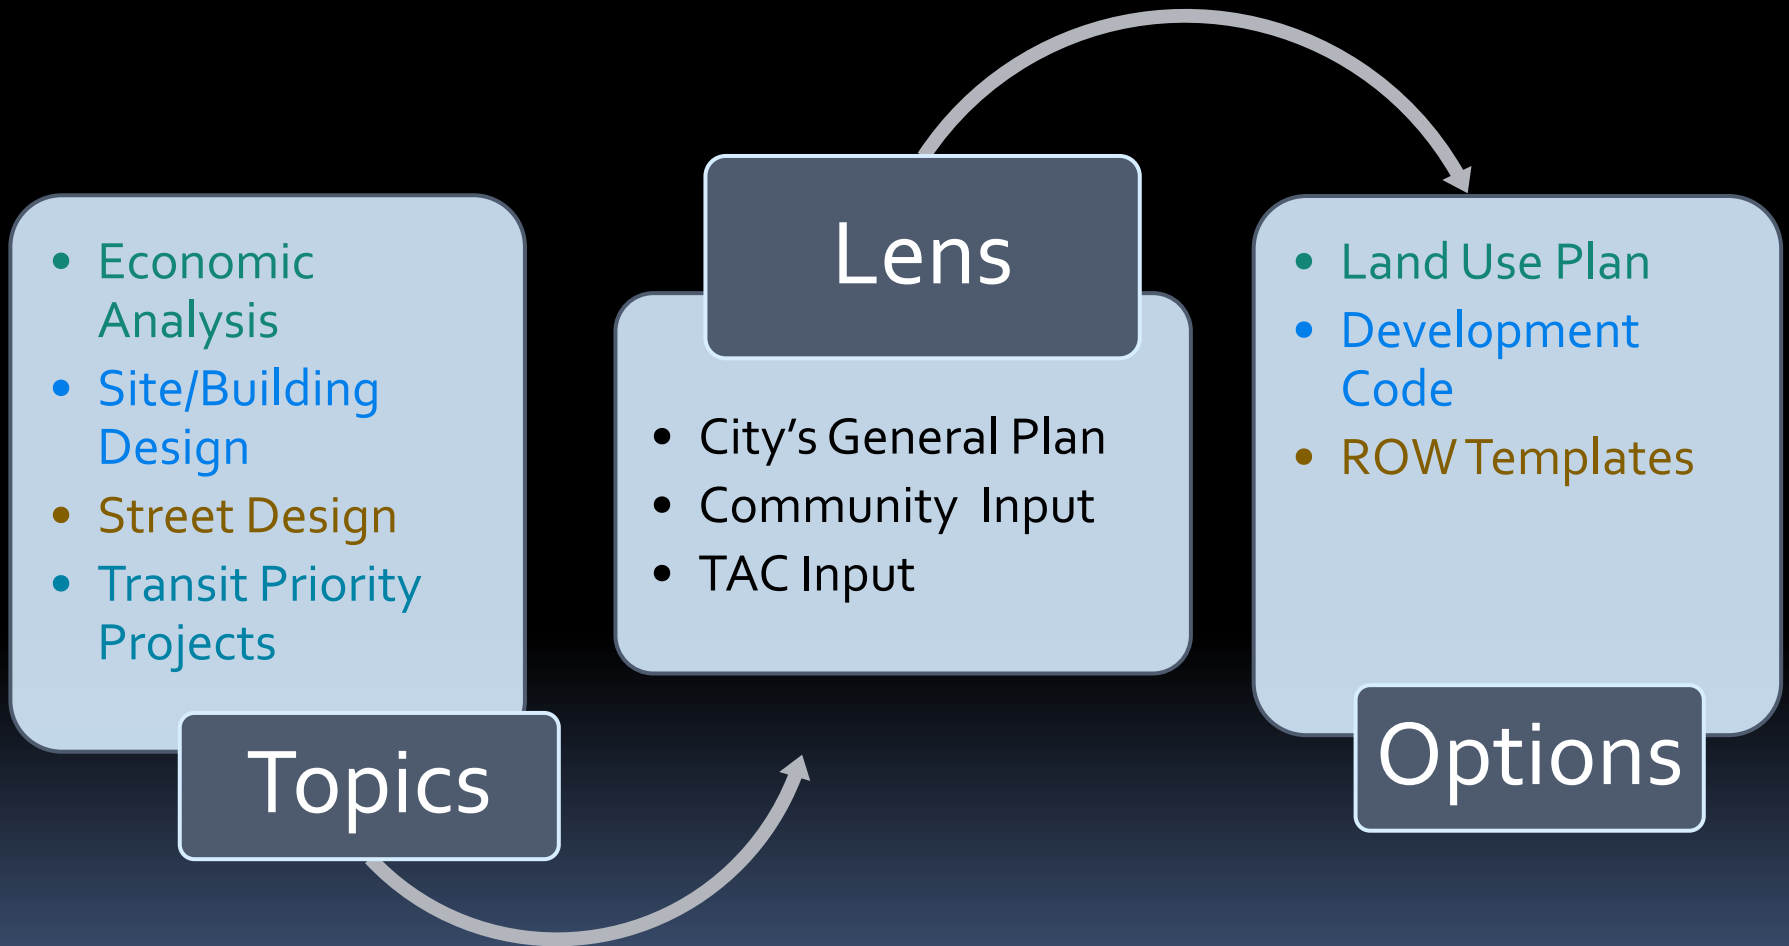 • Economic
Analysis
• Site/Building
Design
• Street Design
• Transit Priority
Projects
Topics
Lens
• City’s General Plan
• Community Input
• TAC Input
• Land Use Plan
• Development
Code
• ROW Templates
Options